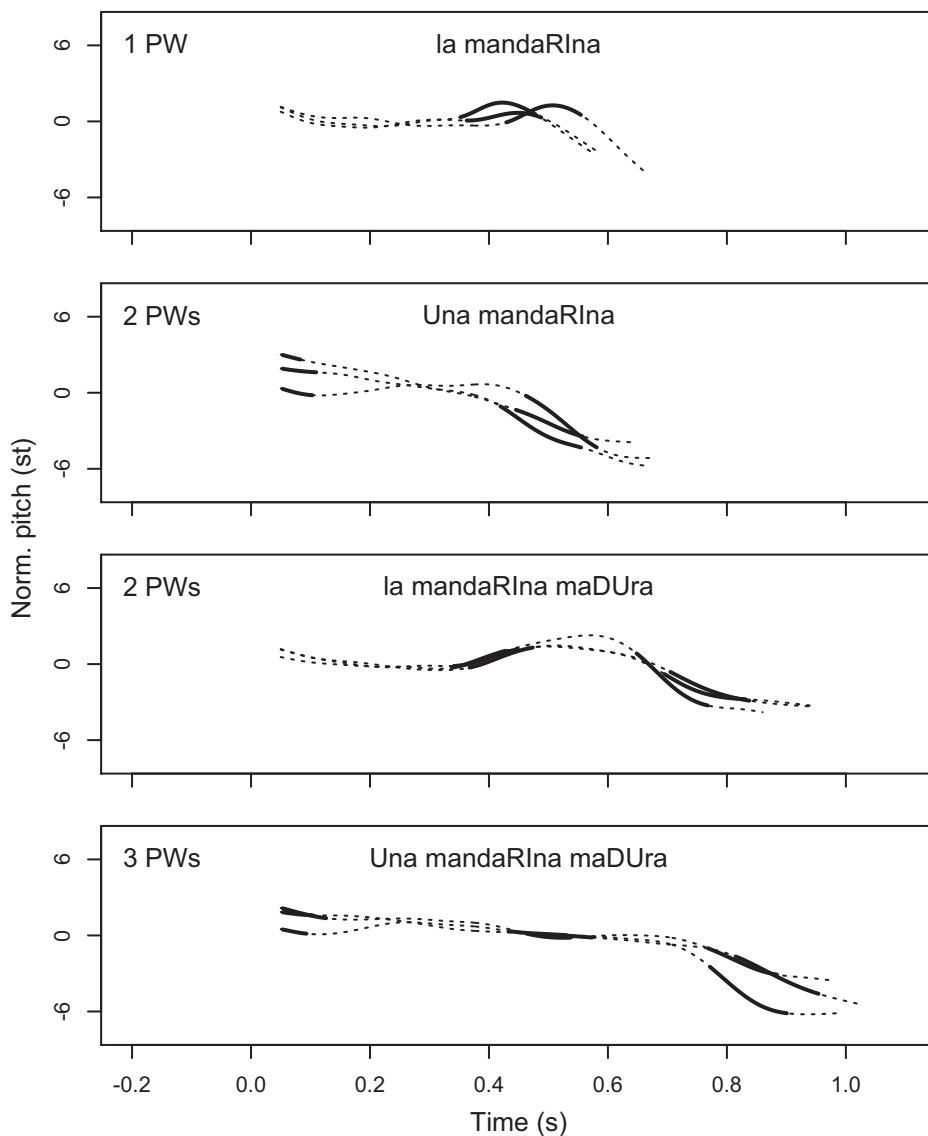 1 PW la mandaRIna
6
0
-6
2 PWs Una mandaRIna
6
0
-6
2 PWs la mandaRIna maDUra
6
0
-6
3 PWs Una mandaRIna maDUra
6
0
-6
Norm. pitch (st)
-0.2 0.0 0.2 0.4 0.6 0.8 1.0
Time (s)